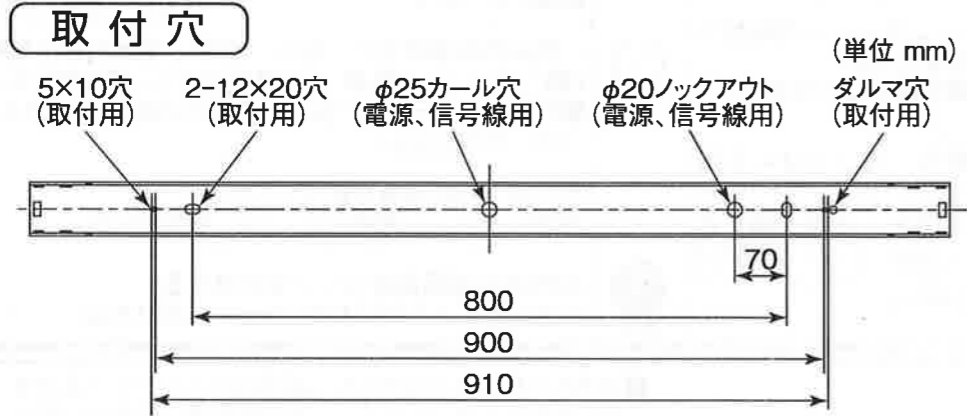 取付穴
(単位 mm)
5×10穴
(取付用)
2-12×20穴
(取付用)
φ25カール穴
(電源、信号線用)
φ20ノックアウト
(電源、信号線用)
ダルマ穴
(取付用)
70
800
900
910